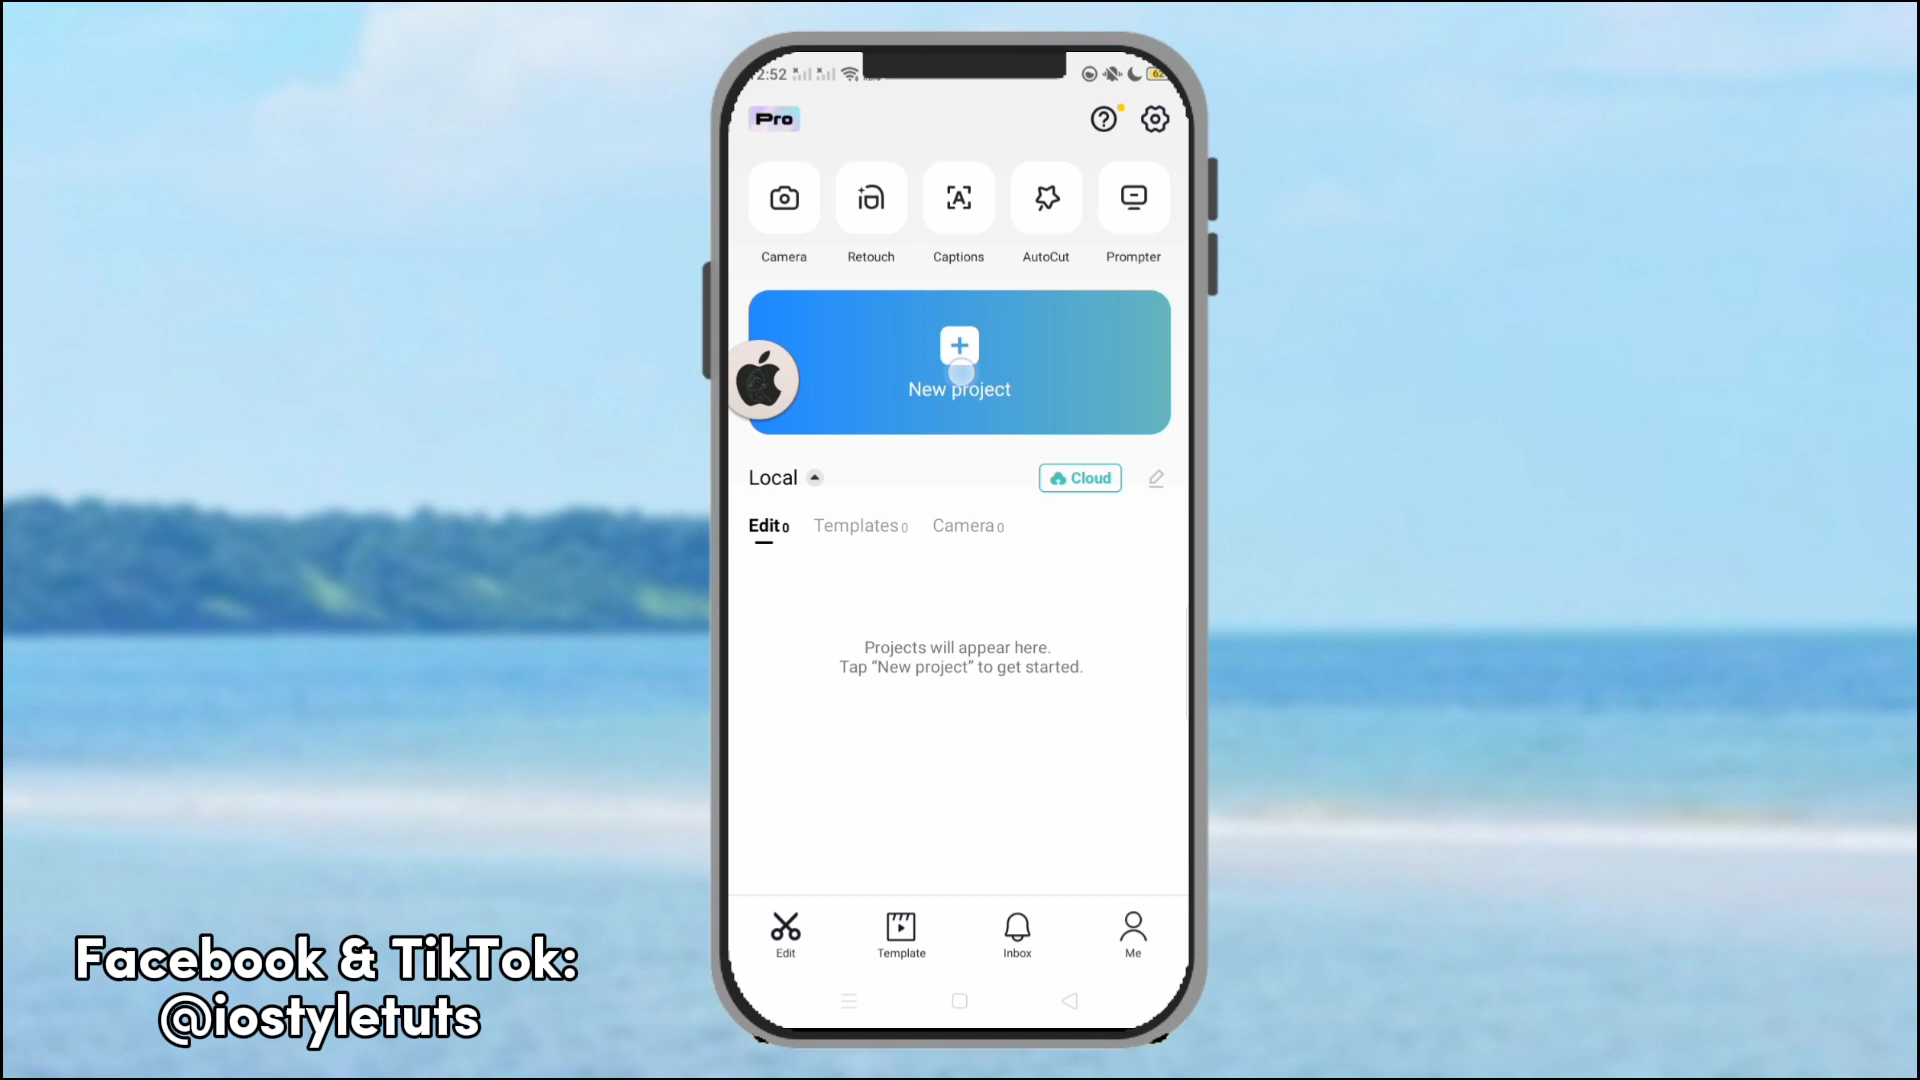 2:52
62
Pro
Camera
Retouch
Captions
AutoCut
Prompter
New project
Local
Cloud
Edit 0
Templates 0
Camera 0
Projects will appear here.
Tap “New project” to get started.
Edit
Template
Inbox
Me
Facebook & TikTok:
@iostyletuts